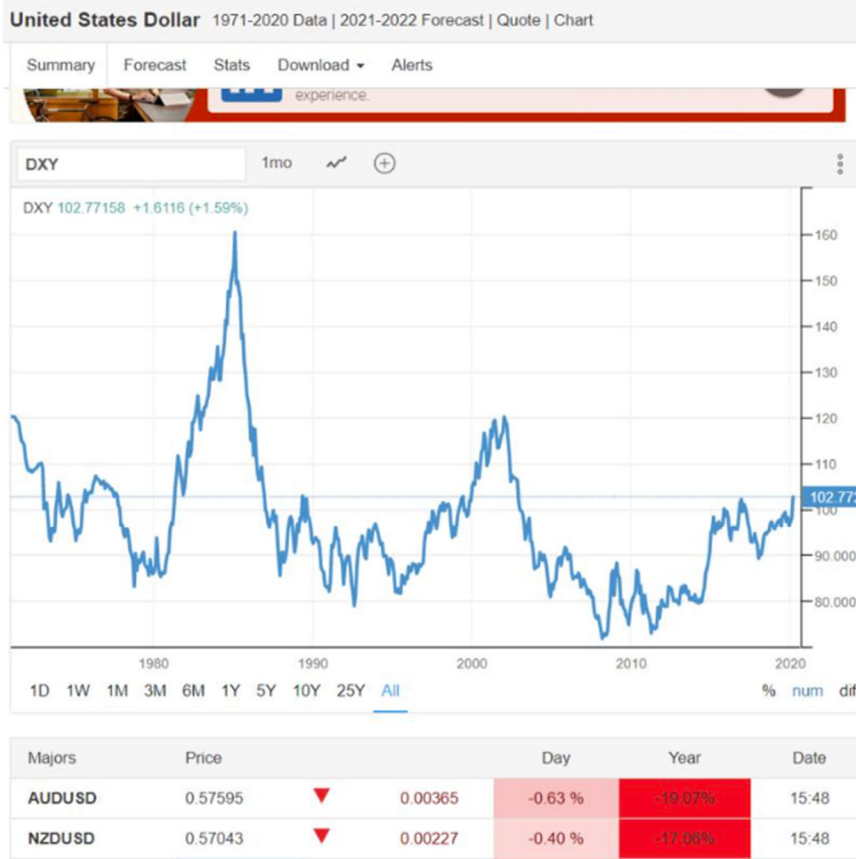 United States Dollar 1971-2020 Data | 2021-2022 Forecast | Quote | Chart
Summary Forecast Stats Download Alerts
experience.
DXY 1mo
DXY 102.77158 +1.6116 (+1.59%)
160
150
140
130
120
110
102.772
100
90.000
80.000
1980 1990 2000 2010 2020
1D 1W 1M 3M 6M 1Y 5Y 10Y 25Y All % num dif
Majors Price Day Year Date
AUDUSD 0.57595 0.00365 -0.63 % -19.07% 15:48
NZDUSD 0.57043 0.00227 -0.40 % -17.06% 15:48